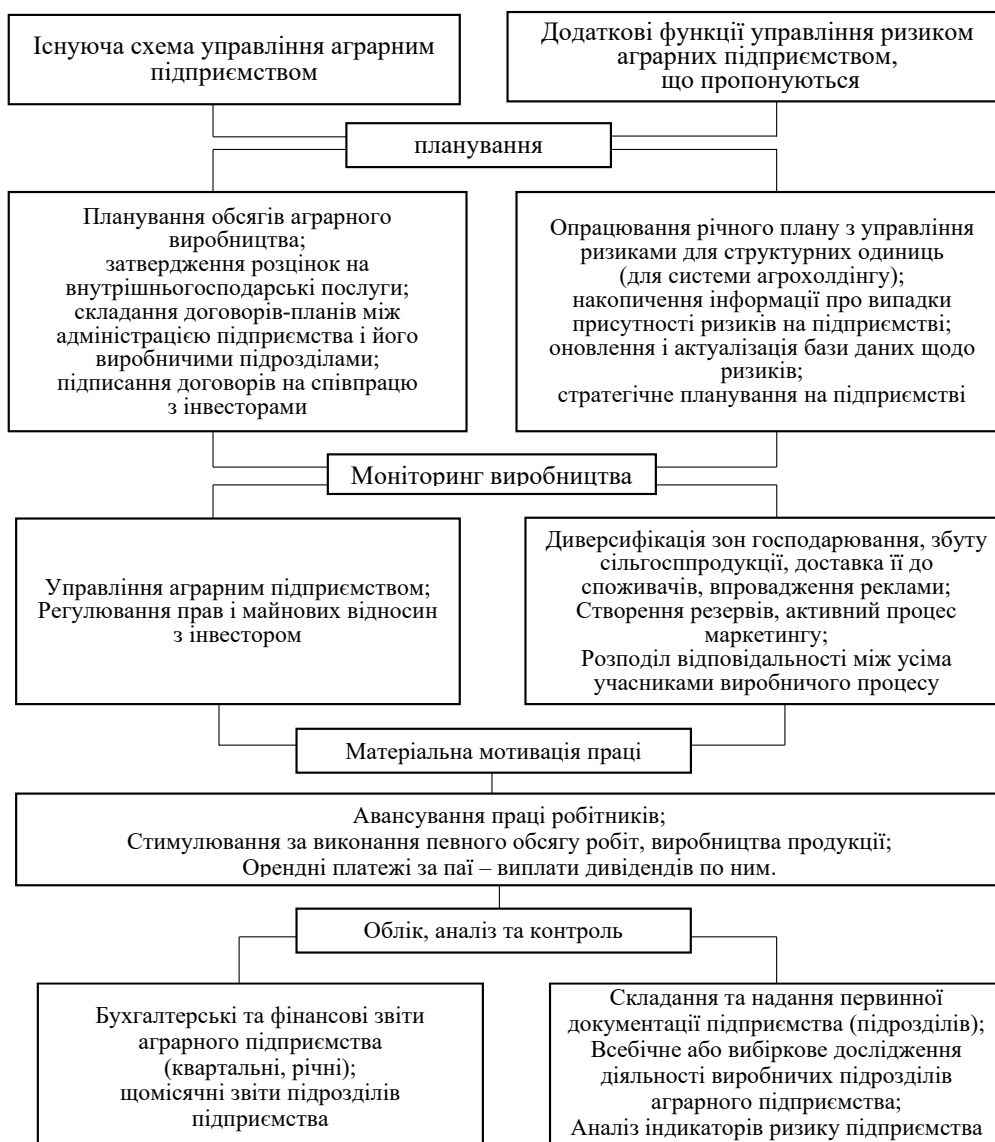 Існуюча схема управління аграрним
підприємством
Додаткові функції управління ризиком
аграрних підприємством,
що пропонуються
планування
Планування обсягів аграрного
виробництва;
затвердження розцінок на
внутрішньогосподарські послуги;
складання договорів-планів між
адміністрацією підприємства і його
виробничими підрозділами;
підписання договорів на співпрацю
з інвесторами
Опрацювання річного плану з управління
ризиками для структурних одиниць
(для системи агрохолдінгу);
накопичення інформації про випадки
присутності ризиків на підприємстві;
оновлення і актуалізація бази даних щодо
ризиків;
стратегічне планування на підприємстві
Моніторинг виробництва
Управління аграрним підприємством;
Регулювання прав і майнових відносин
з інвестором
Диверсифікація зон господарювання, збуту
сільгосппродукції, доставка її до
споживачів, впровадження реклами;
Створення резервів, активний процес
маркетингу;
Розподіл відповідальності між усіма
учасниками виробничого процесу
Матеріальна мотивація праці
Авансування праці робітників;
Стимулювання за виконання певного обсягу робіт, виробництва продукції;
Орендні платежі за паї – виплати дивідендів по ним.
Облік, аналіз та контроль
Бухгалтерські та фінансові звіти
аграрного підприємства
(квартальні, річні);
щомісячні звіти підрозділів
підприємства
Складання та надання первинної
документації підприємства (підрозділів);
Всебічне або вибіркове дослідження
діяльності виробничих підрозділів
аграрного підприємства;
Аналіз індикаторів ризику підприємства